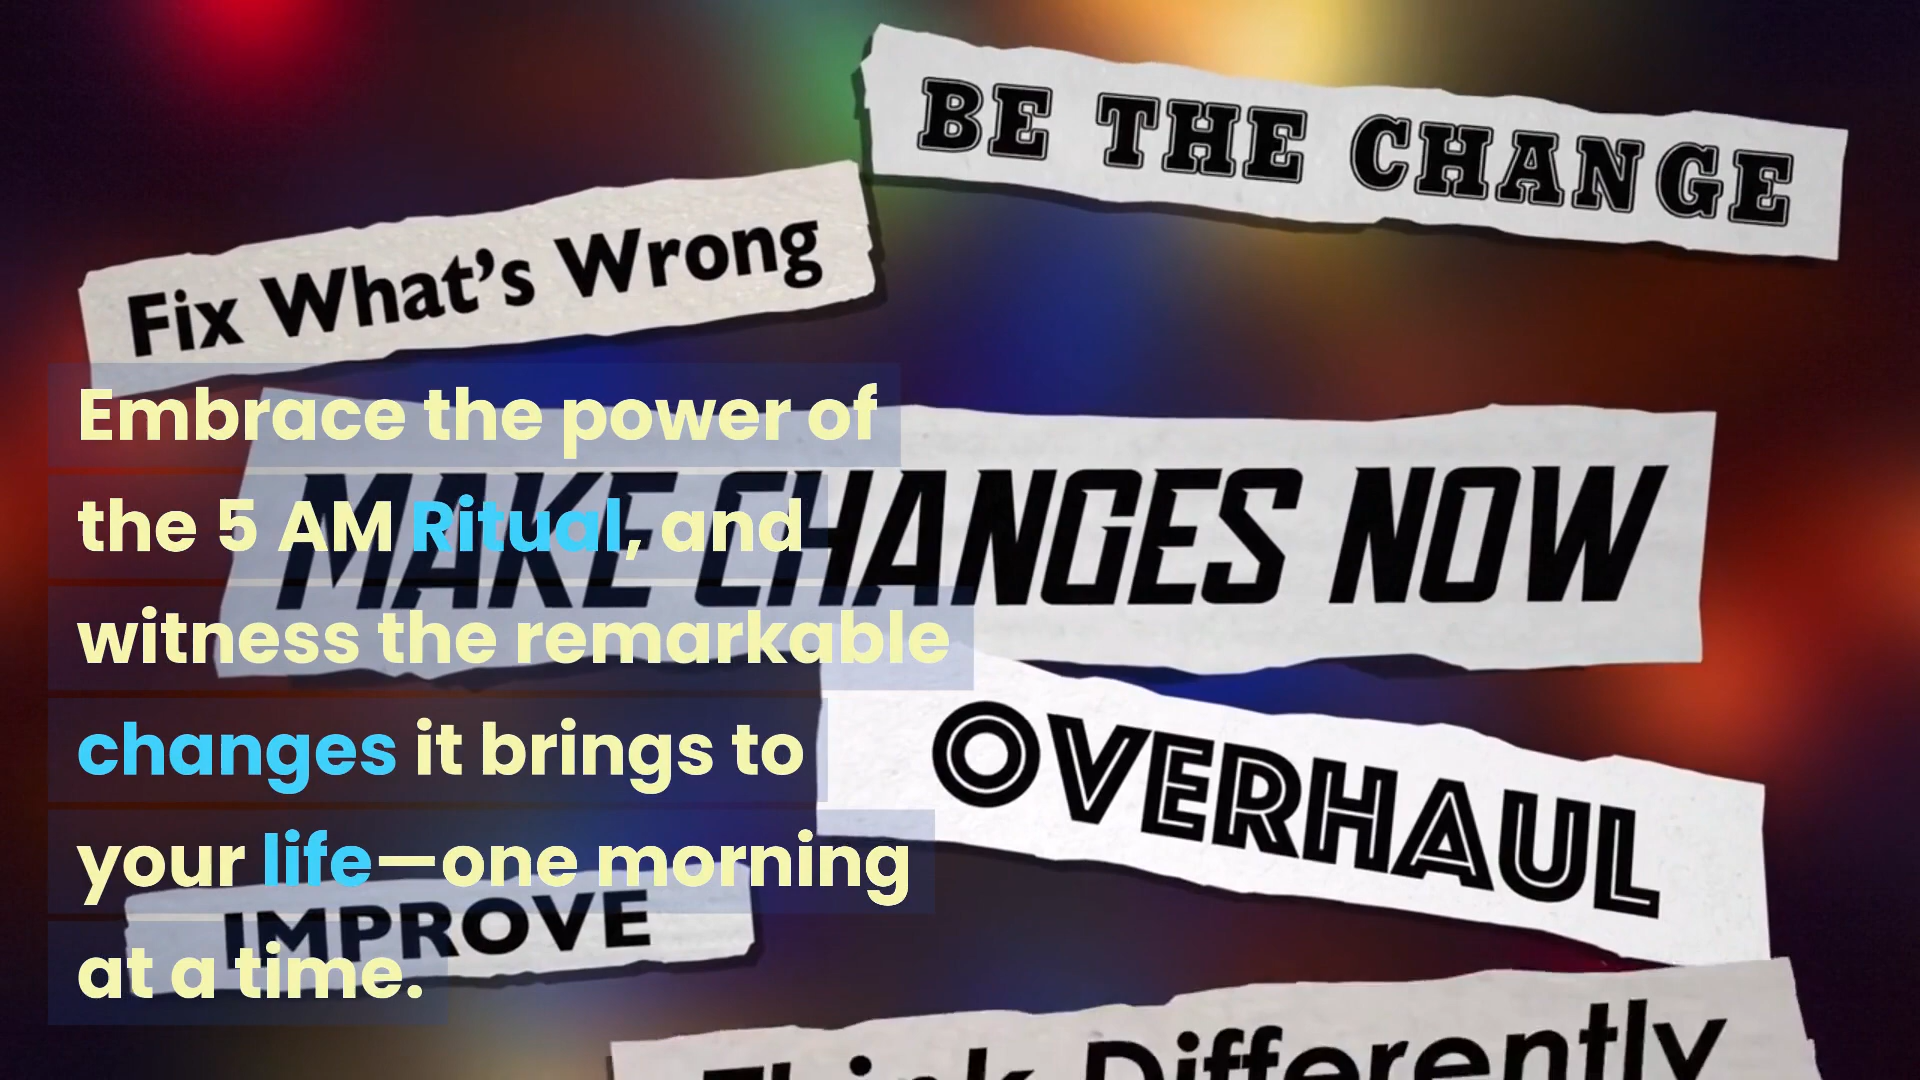 BE THE CHANGE
Fix What's Wrong
MAKE CHANGES NOW
OVERHAUL
IMPROVE
Think Differently
Embrace the power of
the 5 AM Ritual, and
witness the remarkable
changes it brings to
your life—one morning
at a time.